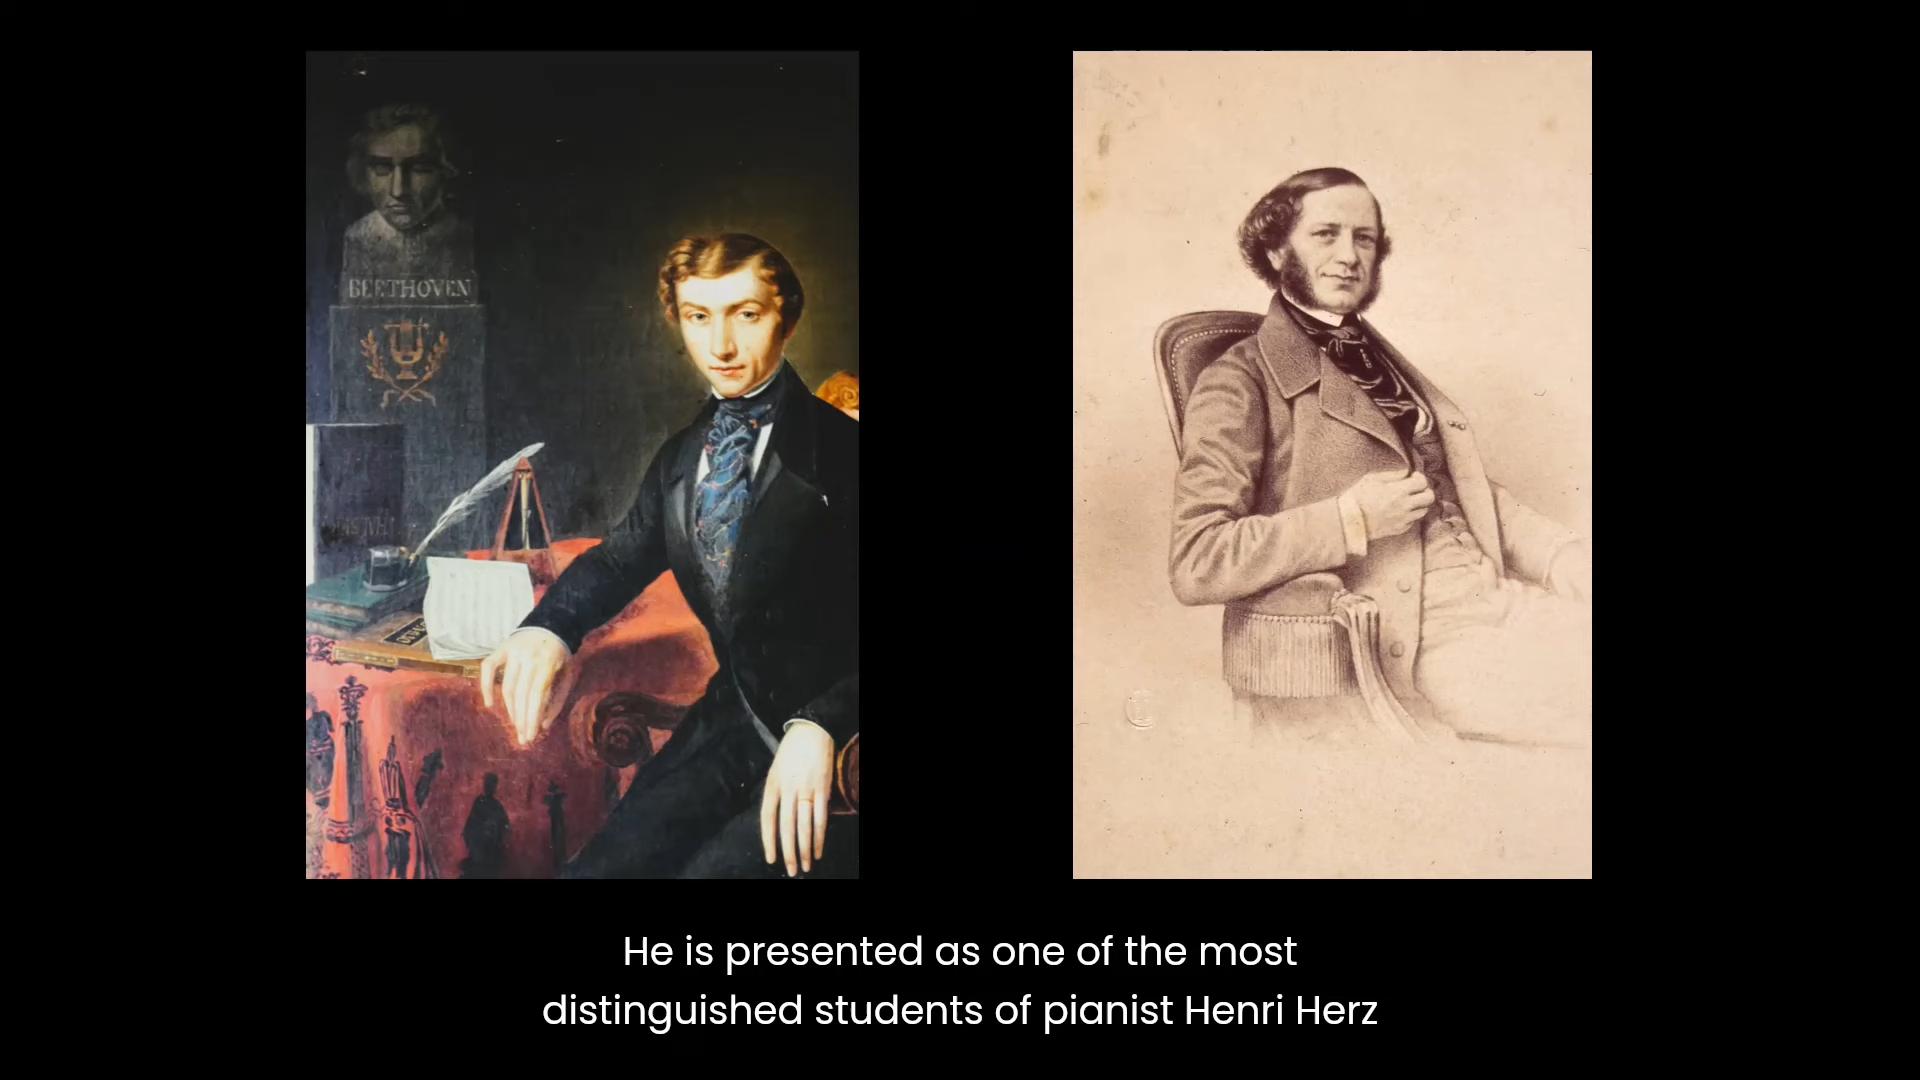 BEETHOVEN
He is presented as one of the most
distinguished students of pianist Henri Herz